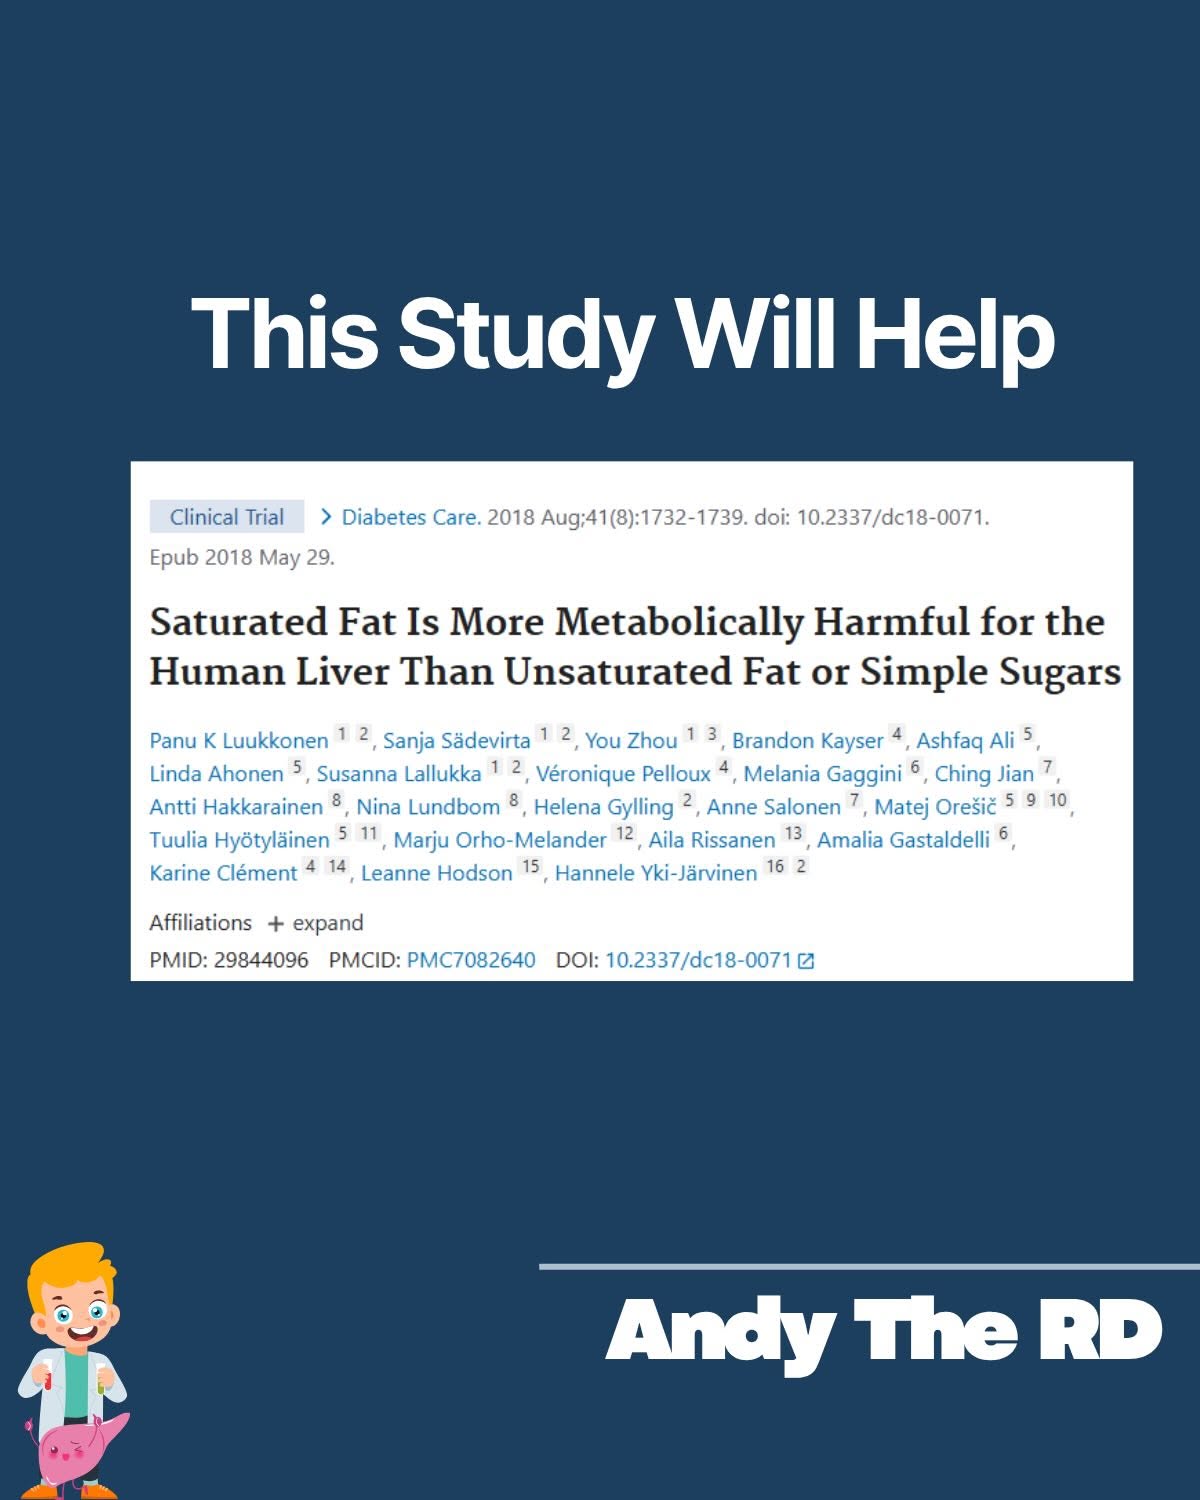 This Study Will Help
Clinical Trial > Diabetes Care. 2018 Aug;41(8):1732-1739. doi: 10.2337/dc18-0071.
Epub 2018 May 29.
Saturated Fat Is More Metabolically Harmful for the
Human Liver Than Unsaturated Fat or Simple Sugars
Panu K Luukkonen 1 2, Sanja Sädevirta 1 2, You Zhou 1 3, Brandon Kayser 4, Ashfaq Ali 5,
Linda Ahonen 5, Susanna Lallukka 1 2, Véronique Pelloux 4, Melania Gaggini 6, Ching Jian 7,
Antti Hakkarainen 8, Nina Lundbom 8, Helena Gylling 2, Anne Salonen 7, Matej Orešič 5 9 10,
Tuulia Hyötyläinen 5 11, Marju Orho-Melander 12, Aila Rissanen 13, Amalia Gastaldelli 6,
Karine Clément 4 14, Leanne Hodson 15, Hannele Yki-Järvinen 16 2
Affiliations + expand
PMID: 29844096 PMCID: PMC7082640 DOI: 10.2337/dc18-0071
Andy The RD